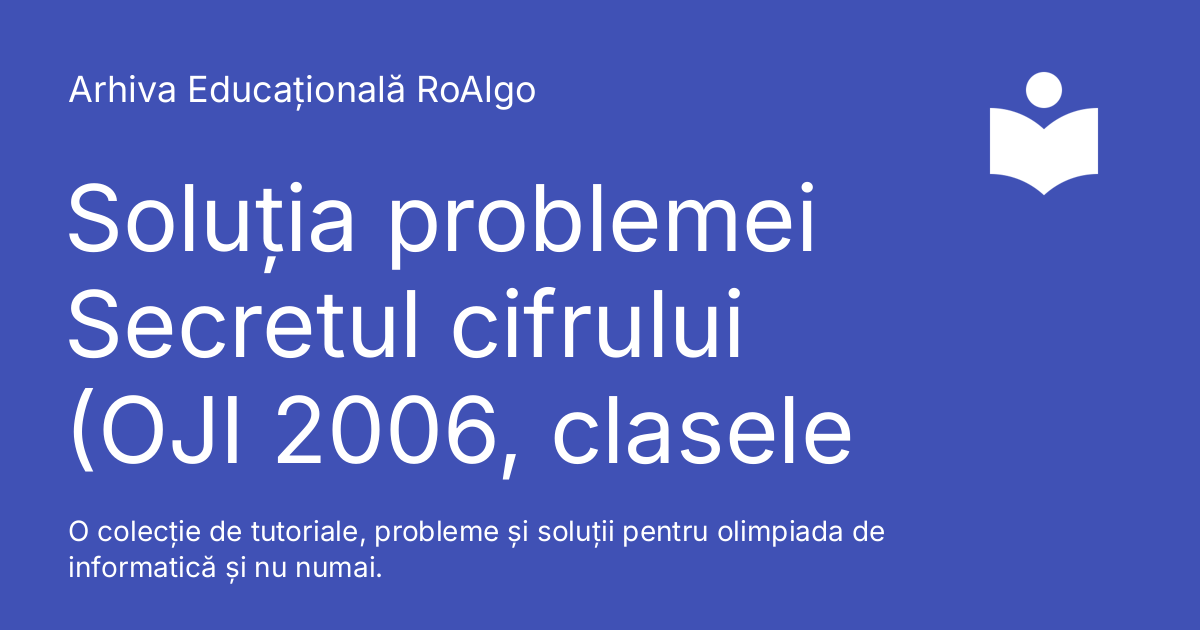 Arhiva Educațională RoAlgo
Soluția problemei
Secretul cifrului
(OJI 2006, clasele
O colecție de tutoriale, probleme și soluții pentru olimpiada de
informatică și nu numai.